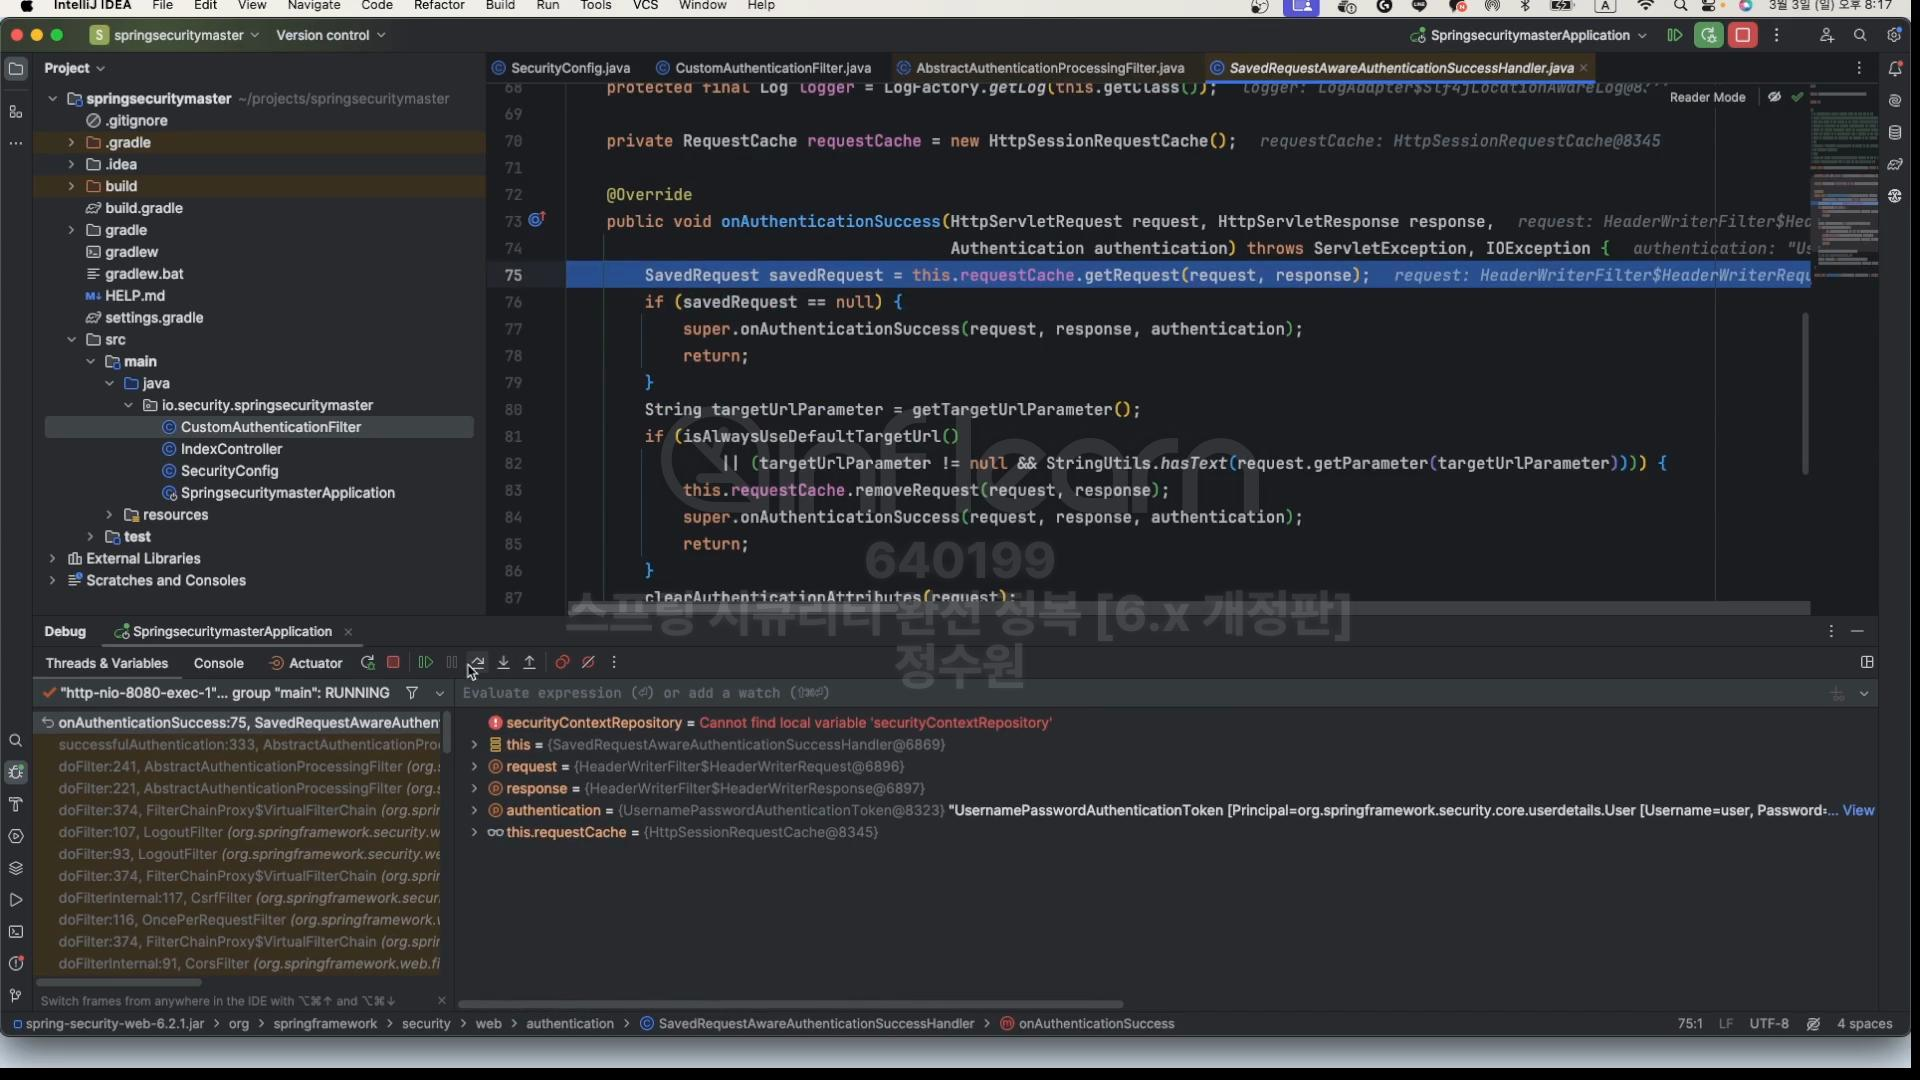 IntelliJ IDEA File Edit View Navigate Code Refactor Build Run Tools VCS Window Help 3월 3일 (일) 오후 8:17
S springsecuritymaster Version control SpringsecuritymasterApplication
Project
SecurityConfig.java CustomAuthenticationFilter.java AbstractAuthenticationProcessingFilter.java SavedRequestAwareAuthenticationSuccessHandler.java
Reader Mode
springsecuritymaster ~/projects/springsecuritymaster
.gitignore
.gradle
.idea
build
build.gradle
gradle
gradlew
gradlew.bat
HELP.md
settings.gradle
src
main
java
io.security.springsecuritymaster
CustomAuthenticationFilter
IndexController
SecurityConfig
SpringsecuritymasterApplication
resources
test
External Libraries
Scratches and Consoles
68 protected final Log logger = LogFactory.getLog(this.getClass()); logger: LogAdapter$Slf4jLocationAwareLog@8
69
70 private RequestCache requestCache = new HttpSessionRequestCache(); requestCache: HttpSessionRequestCache@8345
71
72 @Override
73 public void onAuthenticationSuccess(HttpServletRequest request, HttpServletResponse response, request: HeaderWriterFilter$Hea
74 Authentication authentication) throws ServletException, IOException { authentication: "Us
75 SavedRequest savedRequest = this.requestCache.getRequest(request, response); request: HeaderWriterFilter$HeaderWriterRequ
76 if (savedRequest == null) {
77 super.onAuthenticationSuccess(request, response, authentication);
78 return;
79 }
80 String targetUrlParameter = getTargetUrlParameter();
81 if (isAlwaysUseDefaultTargetUrl()
82 || (targetUrlParameter != null && StringUtils.hasText(request.getParameter(targetUrlParameter)))) {
83 this.requestCache.removeRequest(request, response);
84 super.onAuthenticationSuccess(request, response, authentication);
85 return;
86 }
87 clearAuthenticationAttributes(request);
inflearn
640199
스프링 시큐리티 완전 정복 [6.x 개정판]
정수원
Debug SpringsecuritymasterApplication
Threads & Variables Console Actuator
"http-nio-8080-exec-1"... group "main": RUNNING
Evaluate expression (⏎) or add a watch (⇧⌘⏎)
onAuthenticationSuccess:75, SavedRequestAwareAuthen
successfulAuthentication:333, AbstractAuthenticationPro
doFilter:241, AbstractAuthenticationProcessingFilter (org.s
doFilter:221, AbstractAuthenticationProcessingFilter (org.s
doFilter:374, FilterChainProxy$VirtualFilterChain (org.sprin
doFilter:107, LogoutFilter (org.springframework.security.w
doFilter:93, LogoutFilter (org.springframework.security.we
doFilter:374, FilterChainProxy$VirtualFilterChain (org.sprin
doFilterInternal:117, CsrfFilter (org.springframework.secur
doFilter:116, OncePerRequestFilter (org.springframework.w
doFilter:374, FilterChainProxy$VirtualFilterChain (org.sprin
doFilterInternal:91, CorsFilter (org.springframework.web.fi
Switch frames from anywhere in the IDE with ⌥⌘↑ and ⌥⌘↓
securityContextRepository = Cannot find local variable 'securityContextRepository'
this = {SavedRequestAwareAuthenticationSuccessHandler@6869}
request = {HeaderWriterFilter$HeaderWriterRequest@6896}
response = {HeaderWriterFilter$HeaderWriterResponse@6897}
authentication = {UsernamePasswordAuthenticationToken@8323} "UsernamePasswordAuthenticationToken [Principal=org.springframework.security.core.userdetails.User [Username=user, Password=... View
this.requestCache = {HttpSessionRequestCache@8345}
spring-security-web-6.2.1.jar > org > springframework > security > web > authentication > SavedRequestAwareAuthenticationSuccessHandler > onAuthenticationSuccess 75:1 LF UTF-8 4 spaces